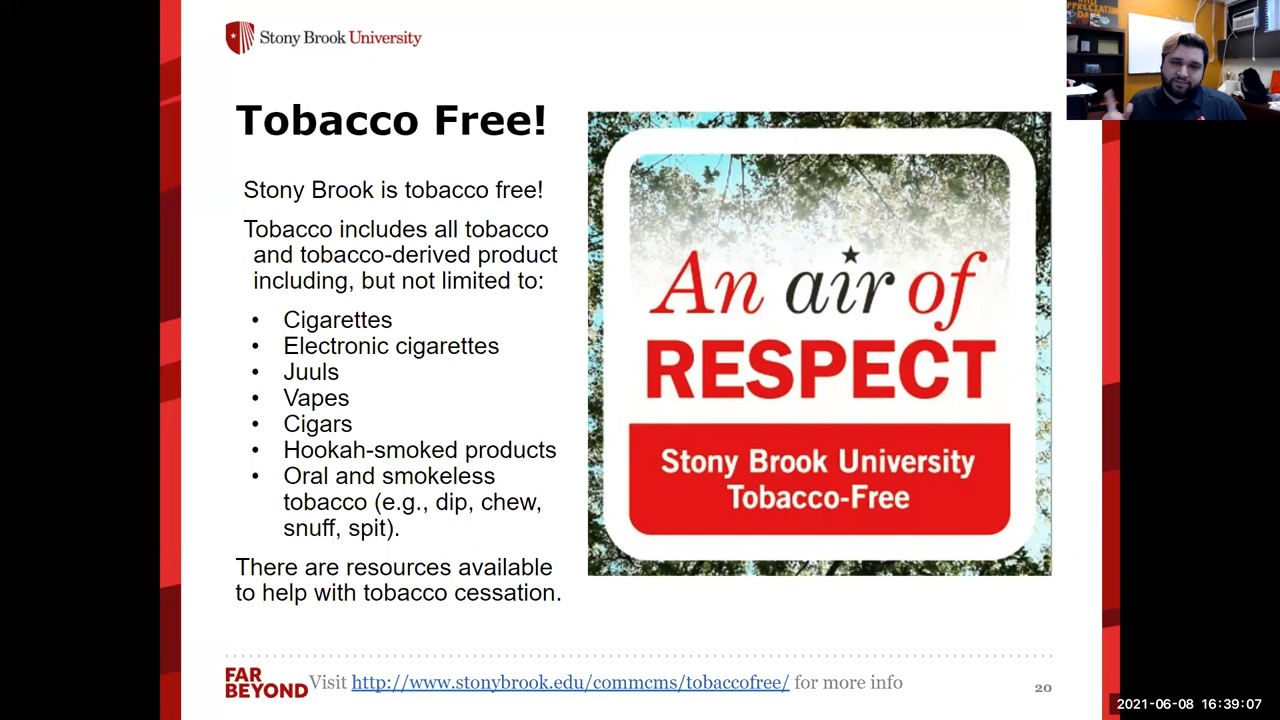 Stony Brook University
Tobacco Free!
Stony Brook is tobacco free!
Tobacco includes all tobacco
and tobacco-derived product
including, but not limited to:
• Cigarettes
• Electronic cigarettes
• Juuls
• Vapes
• Cigars
• Hookah-smoked products
• Oral and smokeless
tobacco (e.g., dip, chew,
snuff, spit).
There are resources available
to help with tobacco cessation.
An air of
RESPECT
Stony Brook University
Tobacco-Free
FAR
BEYOND
Visit http://www.stonybrook.edu/commcms/tobaccofree/ for more info
20
2021-06-08 16:39:07